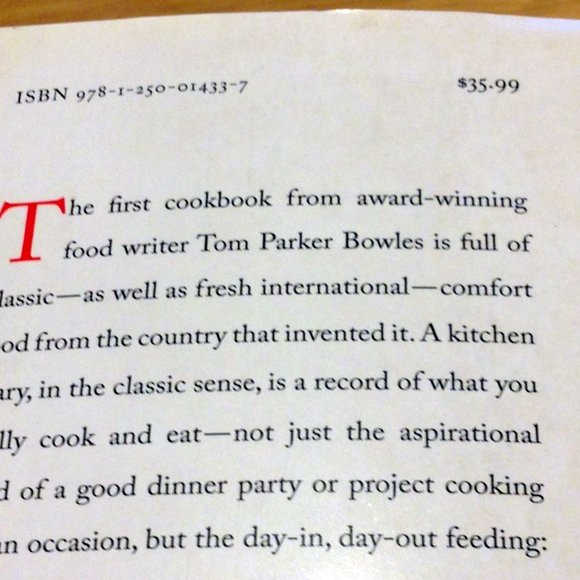 ISBN 978-1-250-01433-7 $35.99
The first cookbook from award-winning
food writer Tom Parker Bowles is full of
lassic—as well as fresh international—comfort
od from the country that invented it. A kitchen
ary, in the classic sense, is a record of what you
lly cook and eat—not just the aspirational
d of a good dinner party or project cooking
n occasion, but the day-in, day-out feeding: